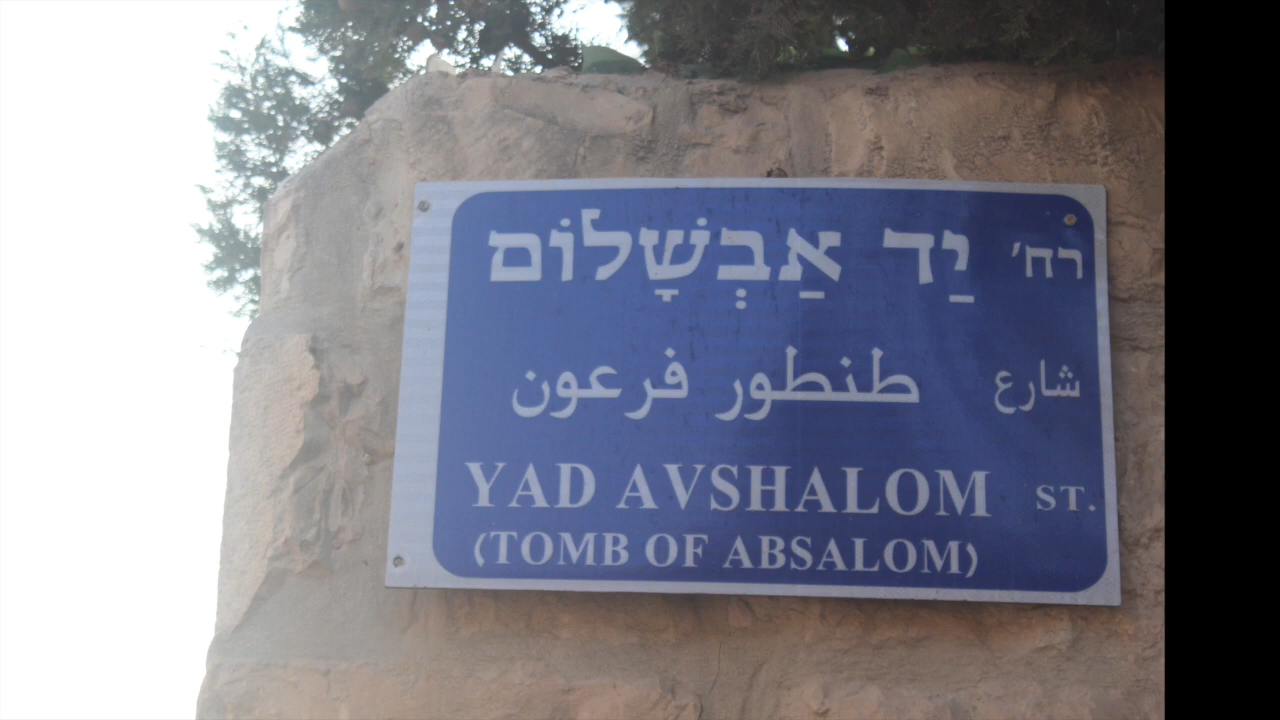 רח' יַד אַבְשָׁלוֹם
شارع طنطور فرعون
YAD AVSHALOM ST.
(TOMB OF ABSALOM)